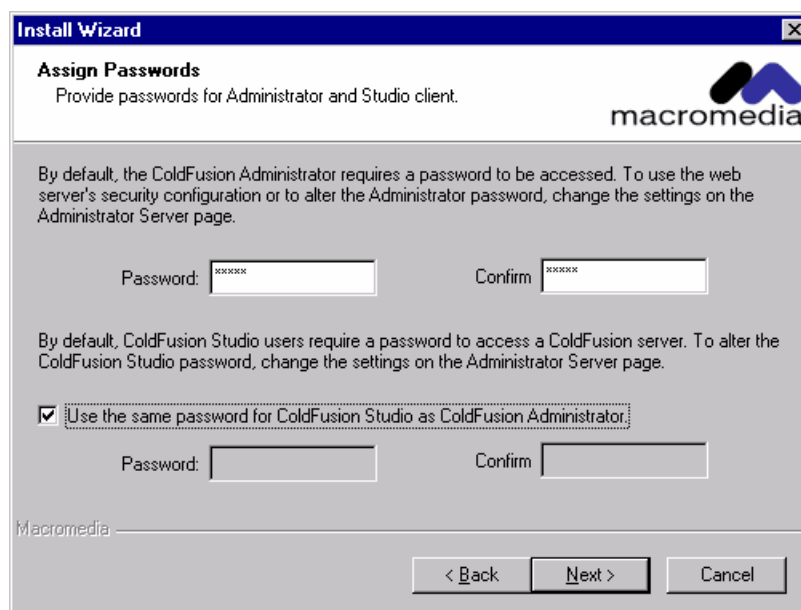 Install Wizard
Assign Passwords
Provide passwords for Administrator and Studio client.
macromedia
By default, the ColdFusion Administrator requires a password to be accessed. To use the web
server's security configuration or to alter the Administrator password, change the settings on the
Administrator Server page.
Password: xxxxx Confirm xxxxx
By default, ColdFusion Studio users require a password to access a ColdFusion server. To alter the
ColdFusion Studio password, change the settings on the Administrator Server page.
Use the same password for ColdFusion Studio as ColdFusion Administrator.
Password: Confirm
Macromedia
< Back Next > Cancel